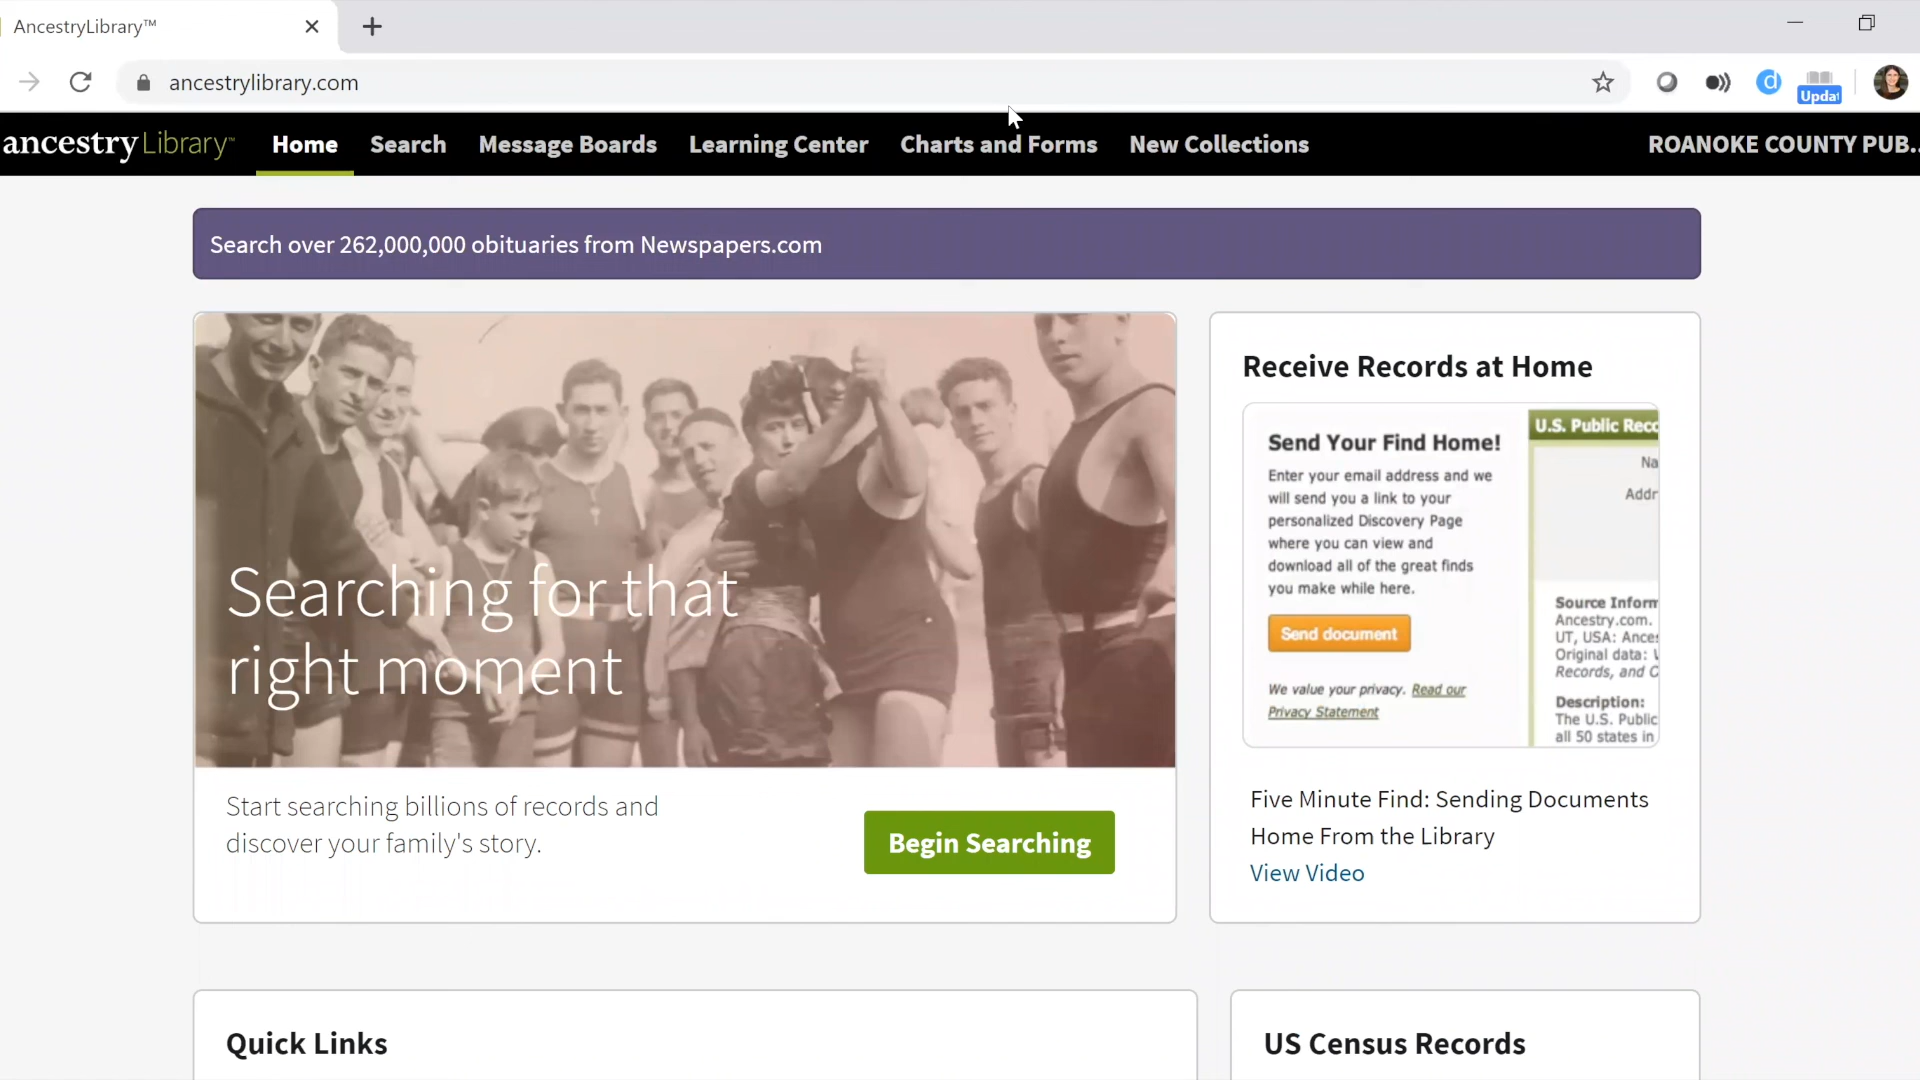 AncestryLibrary™
ancestrylibrary.com
d
Updat
ancestryLibrary™
Home
Search
Message Boards
Learning Center
Charts and Forms
New Collections
ROANOKE COUNTY PUB...
Search over 262,000,000 obituaries from Newspapers.com
Searching for that
right moment
Start searching billions of records and
discover your family's story.
Begin Searching
Receive Records at Home
Send Your Find Home!
Enter your email address and we
will send you a link to your
personalized Discovery Page
where you can view and
download all of the great finds
you make while here.
Send document
We value your privacy. Read our
Privacy Statement
U.S. Public Reco
Na
Addr
Source Inform
Ancestry.com.
UT, USA: Ances
Original data:
Records, and
Description:
The U.S. Public
all 50 states in
Five Minute Find: Sending Documents
Home From the Library
View Video
Quick Links
US Census Records